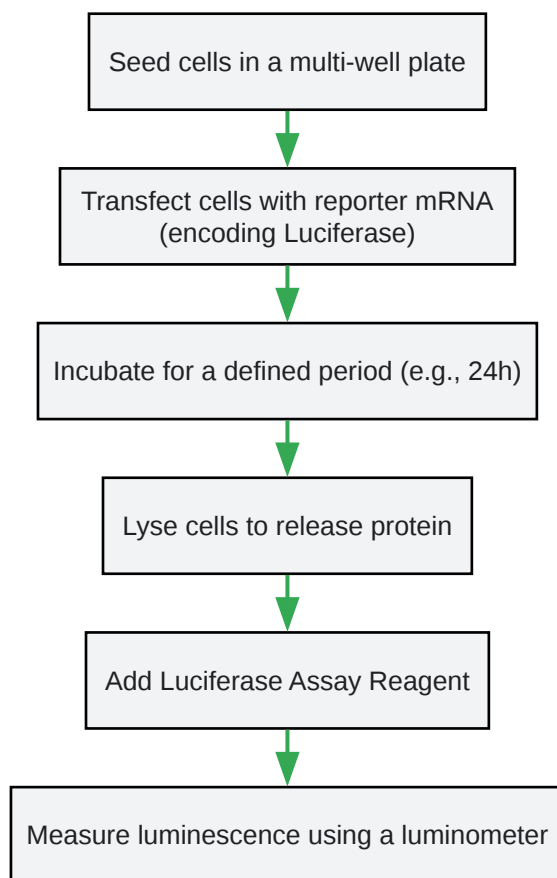 Seed cells in a multi-well plate
Transfect cells with reporter mRNA
(encoding Luciferase)
Incubate for a defined period (e.g., 24h)
Lyse cells to release protein
Add Luciferase Assay Reagent
Measure luminescence using a luminometer